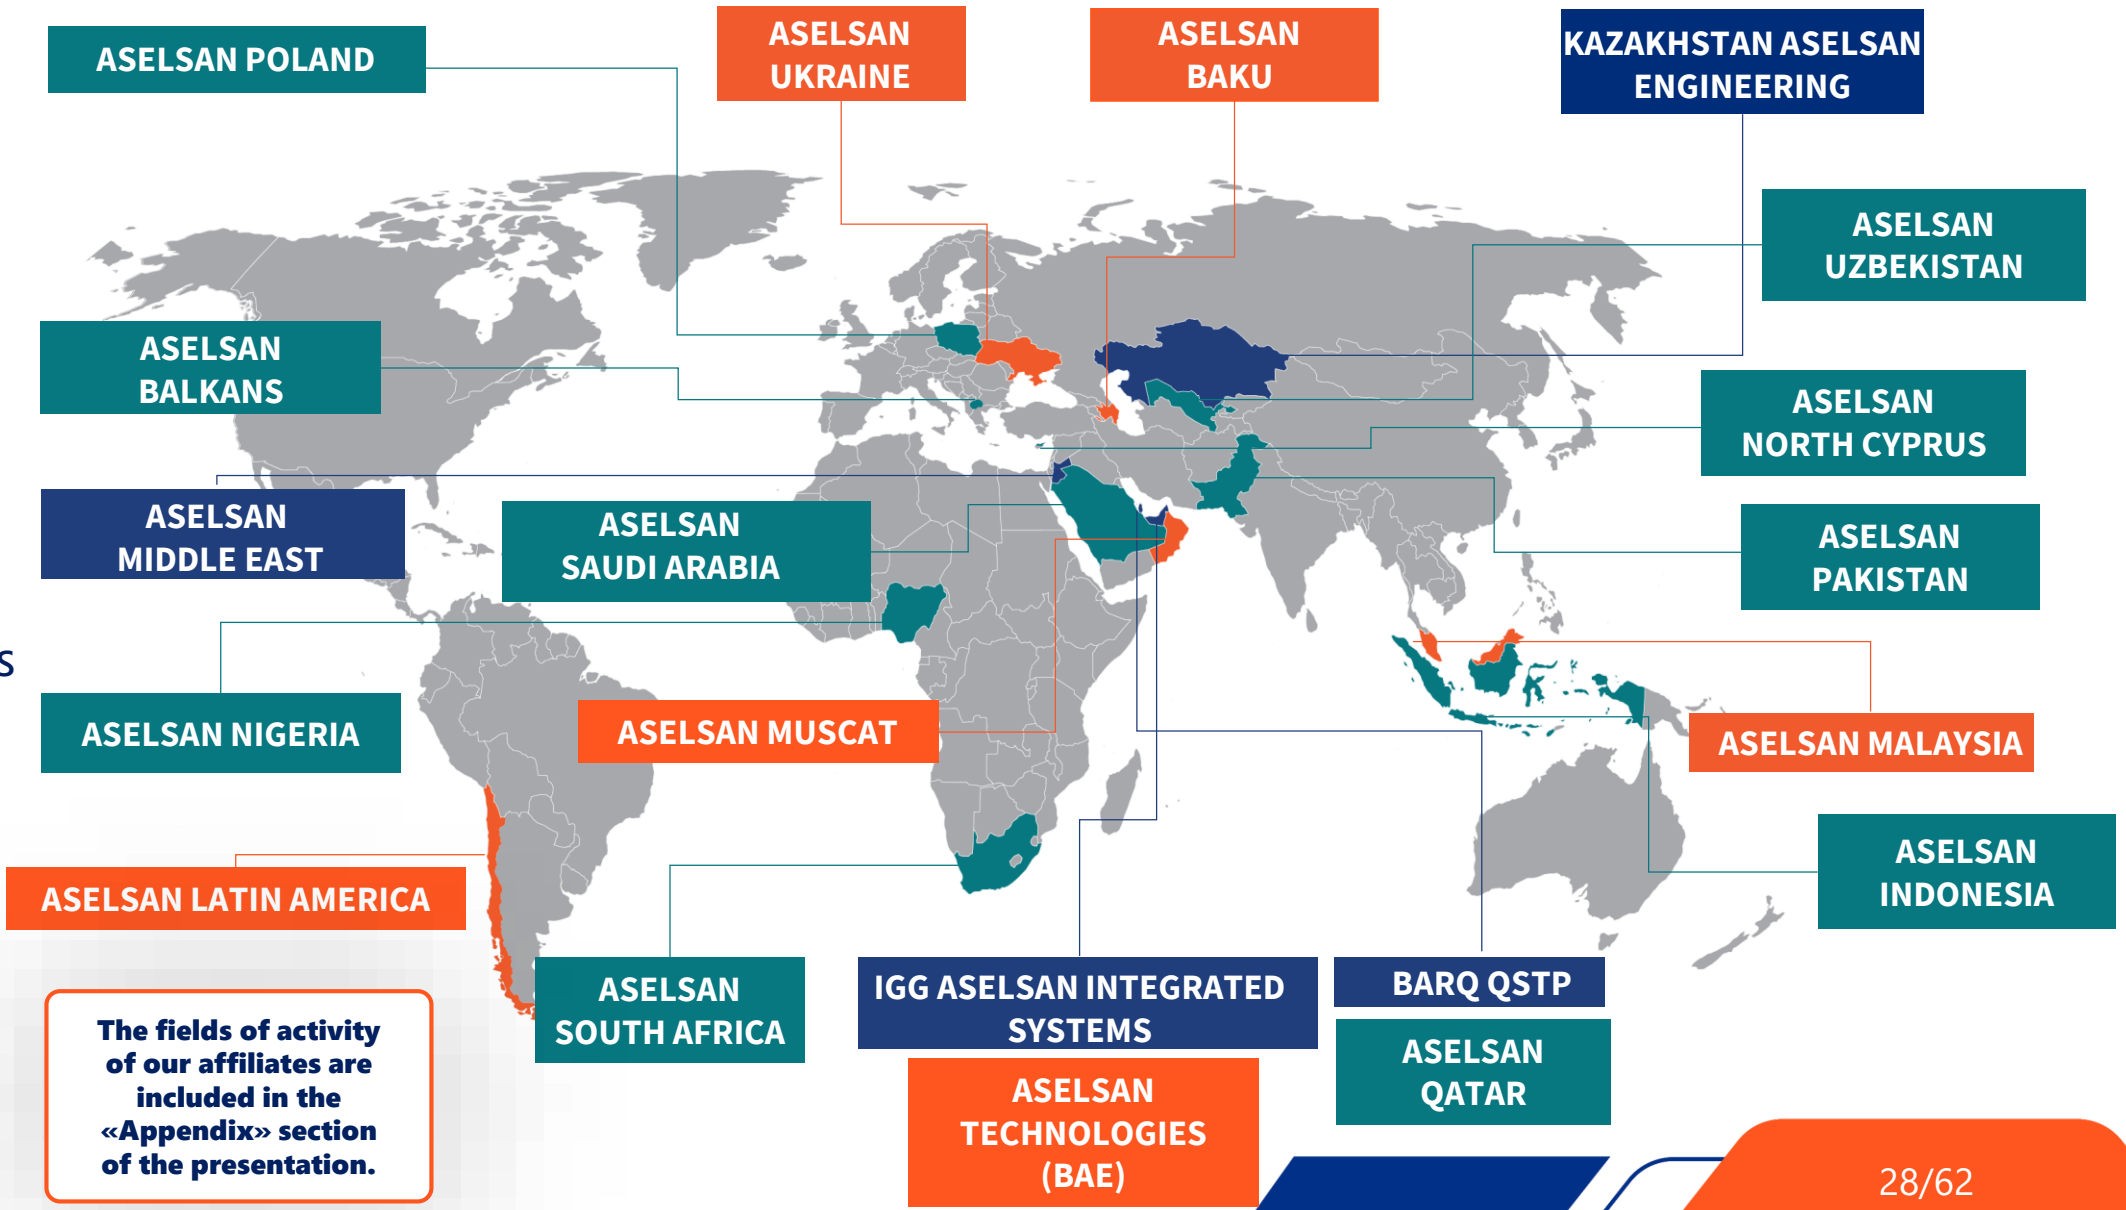 ASELSAN POLAND
ASELSAN
UKRAINE
ASELSAN
BAKU
KAZAKHSTAN ASELSAN
ENGINEERING
ASELSAN
UZBEKISTAN
ASELSAN
BALKANS
ASELSAN
NORTH CYPRUS
ASELSAN
MIDDLE EAST
ASELSAN
SAUDI ARABIA
ASELSAN
PAKISTAN
S
ASELSAN NIGERIA
ASELSAN MUSCAT
ASELSAN MALAYSIA
ASELSAN LATIN AMERICA
ASELSAN
INDONESIA
ASELSAN
SOUTH AFRICA
IGG ASELSAN INTEGRATED
SYSTEMS
BARQ QSTP
ASELSAN
QATAR
ASELSAN
TECHNOLOGIES
(BAE)
The fields of activity
of our affiliates are
included in the
«Appendix» section
of the presentation.
28/62